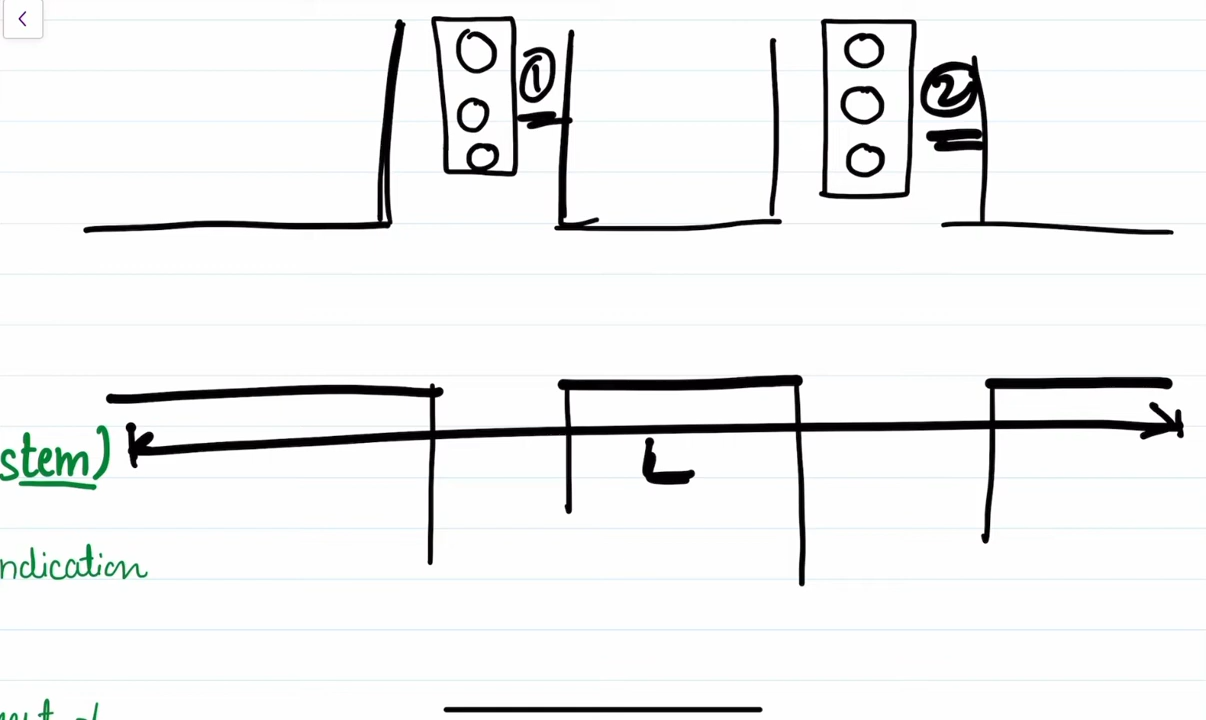 ①
②
L
stem)
ndication